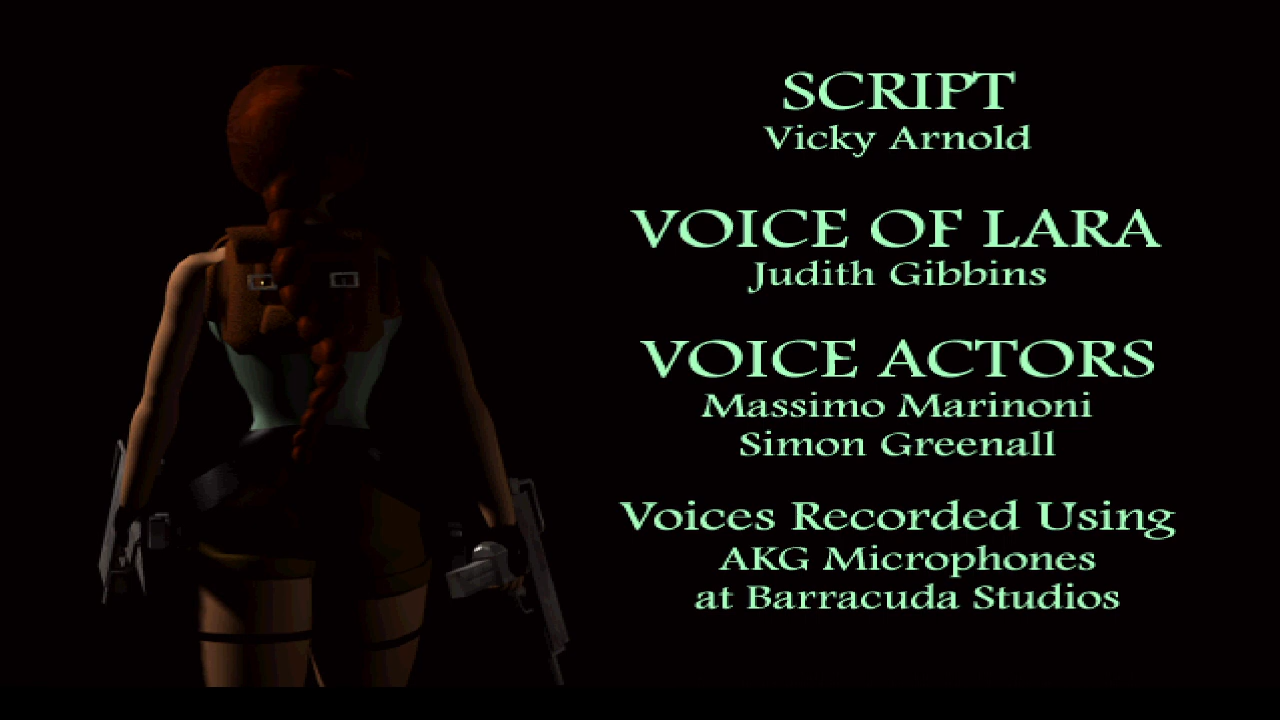 SCRIPT
Vicky Arnold
VOICE OF LARA
Judith Gibbins
VOICE ACTORS
Massimo Marinoni
Simon Greenall
Voices Recorded Using
AKG Microphones
at Barracuda Studios